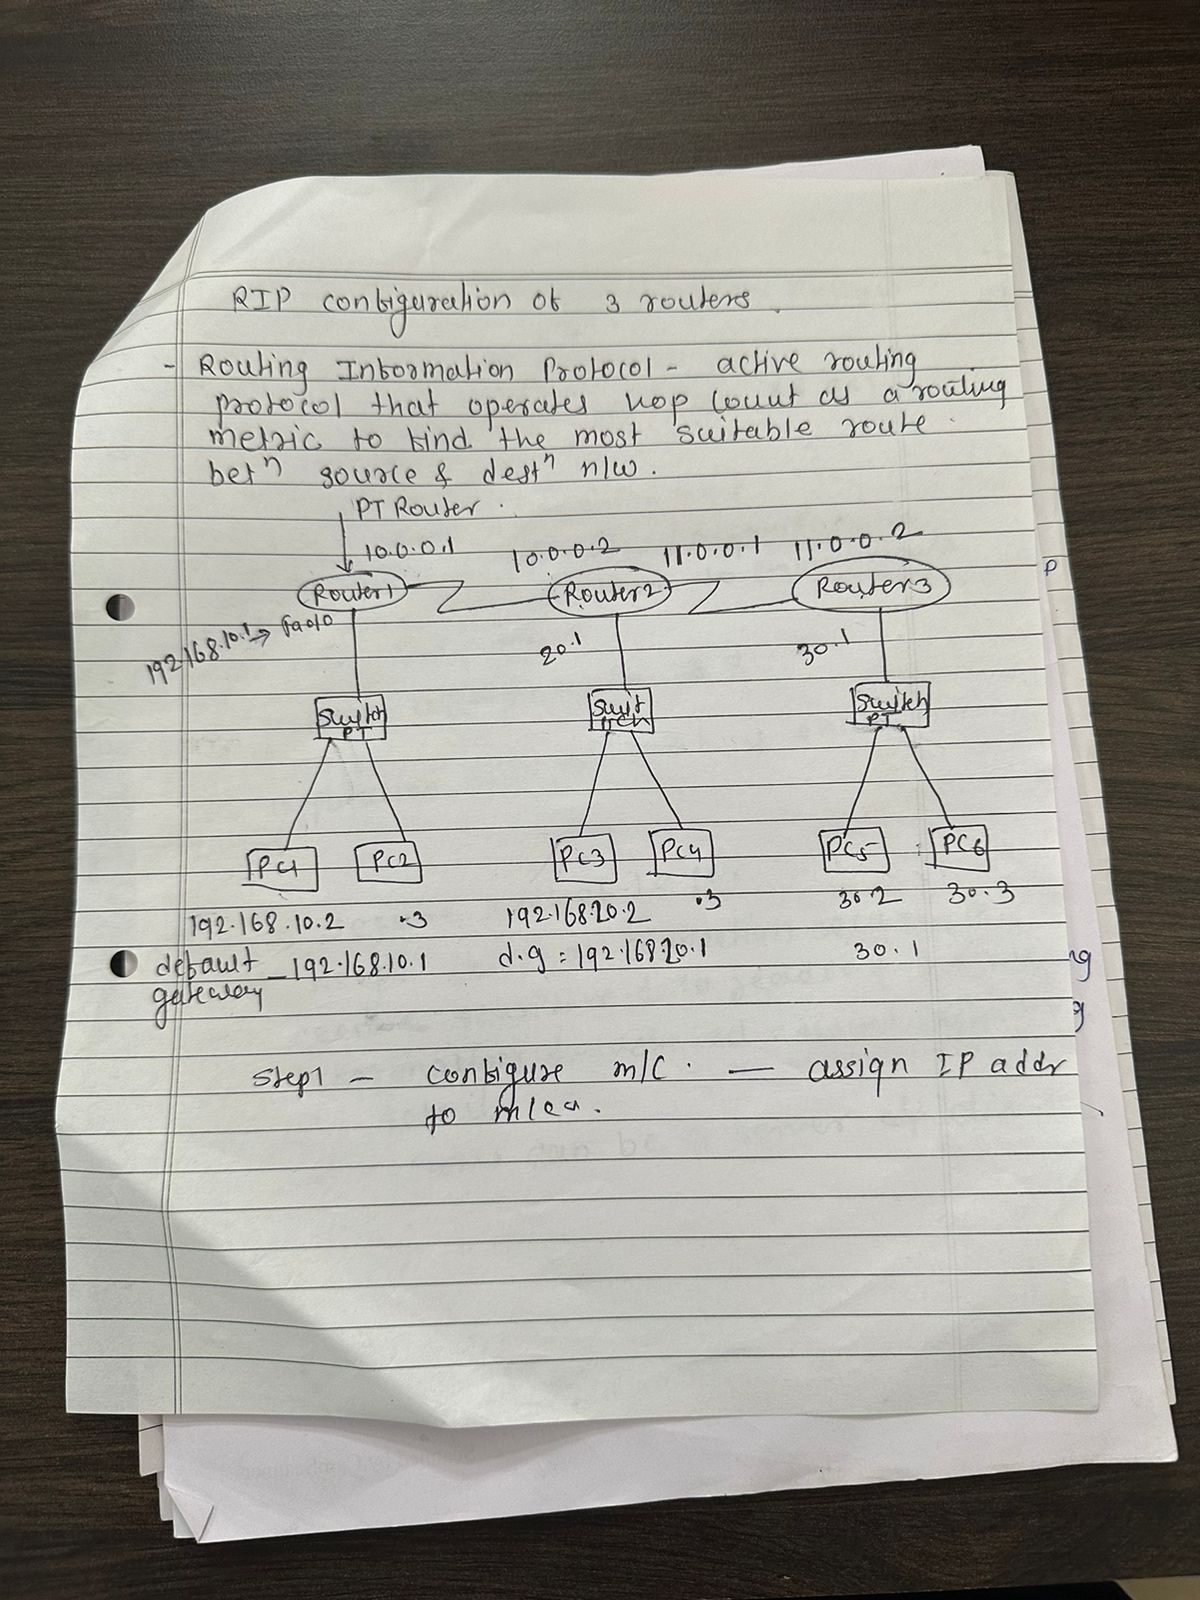 RIP configuration of 3 routers.
- Routing Information Protocol - active routing
protocol that operates hop count as a routing
metric to find the most suitable route
betⁿ source & destⁿ n/w.
PT Router.
10.0.0.1 10.0.0.2 11.0.0.1 11.0.0.2
Router1 Router2 Router3
192.168.10.1 → fa0/0 20.1 30.1
Switch Swit Switch
PT tch PT
PC1 PC2 PC3 PC4 PC5 PC6
192.168.10.2 .3 192.168.20.2 .3 30.2 30.3
default - 192.168.10.1 d.g = 192.168.20.1 30.1
gateway
Step1 - configure m/c. — assign IP addr
to
P
ng
g